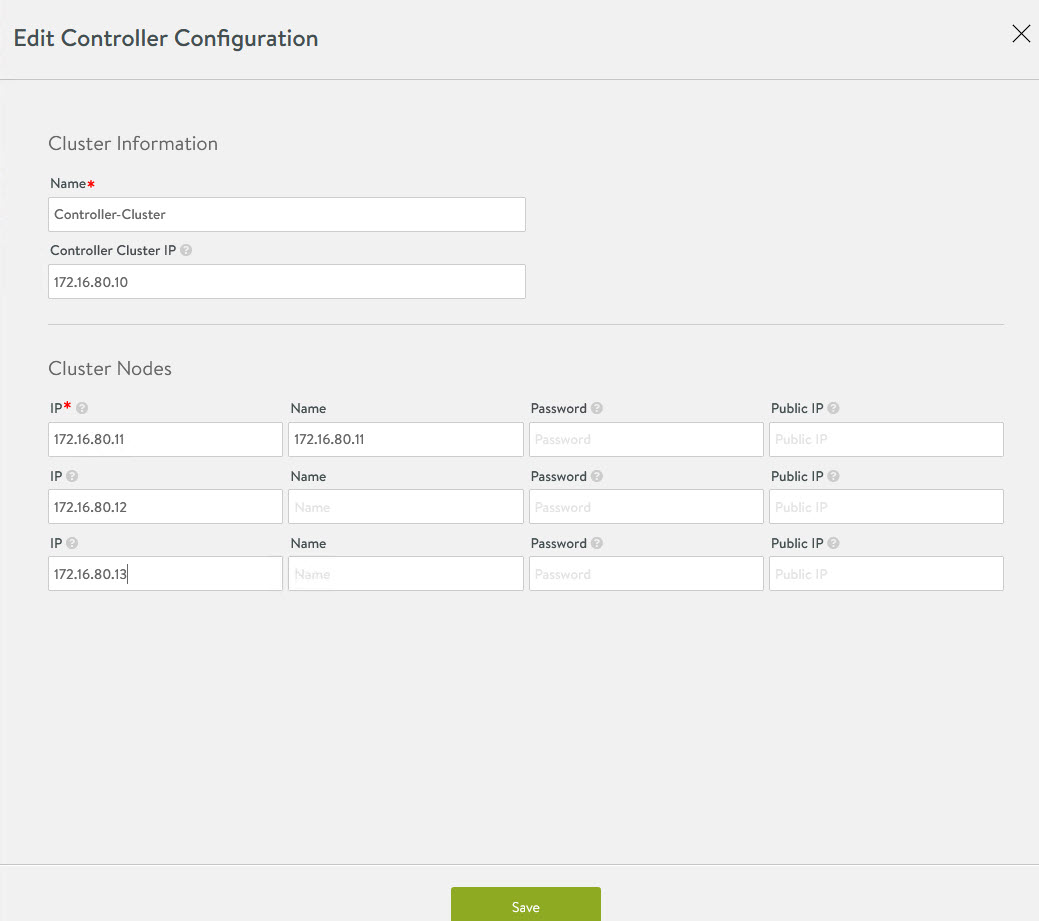 Edit Controller Configuration
Cluster Information
Name*
Controller-Cluster
Controller Cluster IP ?
172.16.80.10
Cluster Nodes
IP* ? Name Password ? Public IP ?
172.16.80.11 172.16.80.11 Password Public IP
IP ? Name Password ? Public IP ?
172.16.80.12 Name Password Public IP
IP ? Name Password ? Public IP ?
172.16.80.13 Name Password Public IP
Save